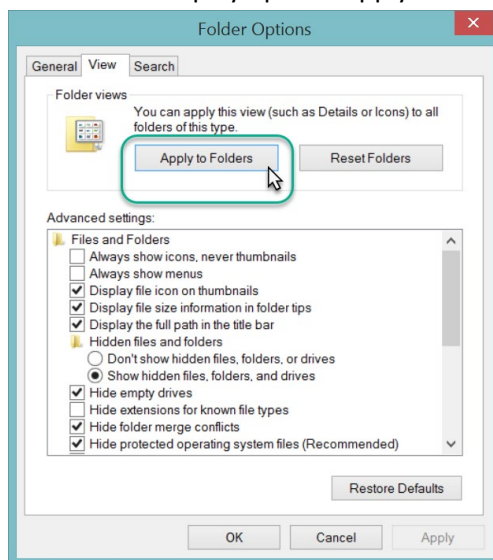 Folder Options
General View Search
Folder views
You can apply this view (such as Details or Icons) to all
folders of this type.
Apply to Folders Reset Folders
Advanced settings:
Files and Folders
Always show icons, never thumbnails
Always show menus
Display file icon on thumbnails
Display file size information in folder tips
Display the full path in the title bar
Hidden files and folders
Don't show hidden files, folders, or drives
Show hidden files, folders, and drives
Hide empty drives
Hide extensions for known file types
Hide folder merge conflicts
Hide protected operating system files (Recommended)
Restore Defaults
OK Cancel Apply